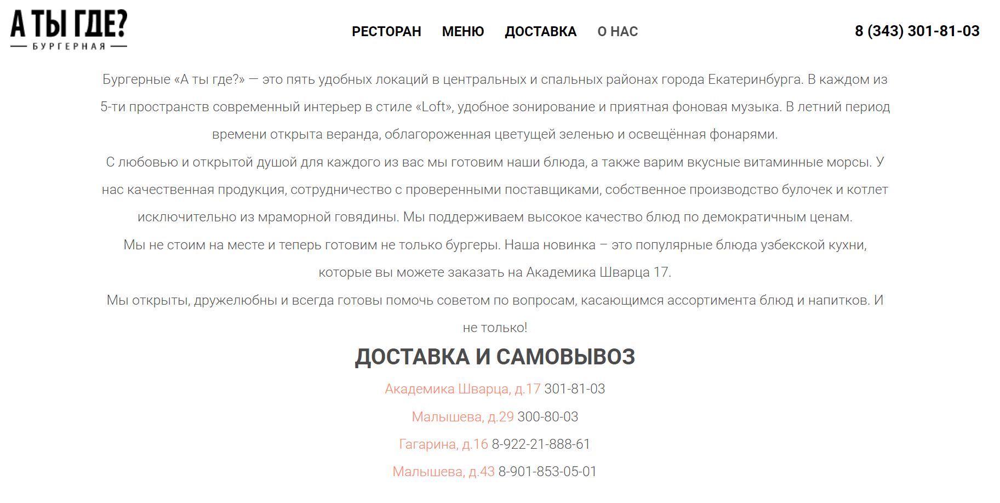 А ТЫ ГДЕ?
БУРГЕРНАЯ
РЕСТОРАН МЕНЮ ДОСТАВКА О НАС
8 (343) 301-81-03
Бургерные «А ты где?» — это пять удобных локаций в центральных и спальных районах города Екатеринбурга. В каждом из
5-ти пространств современный интерьер в стиле «Loft», удобное зонирование и приятная фоновая музыка. В летний период
времени открыта веранда, облагороженная цветущей зеленью и освещённая фонарями.
С любовью и открытой душой для каждого из вас мы готовим наши блюда, а также варим вкусные витаминные морсы. У
нас качественная продукция, сотрудничество с проверенными поставщиками, собственное производство булочек и котлет
исключительно из мраморной говядины. Мы поддерживаем высокое качество блюд по демократичным ценам.
Мы не стоим на месте и теперь готовим не только бургеры. Наша новинка – это популярные блюда узбекской кухни,
которые вы можете заказать на Академика Шварца 17.
Мы открыты, дружелюбны и всегда готовы помочь советом по вопросам, касающимся ассортимента блюд и напитков. И
не только!
ДОСТАВКА И САМОВЫВОЗ
Академика Шварца, д.17 301-81-03
Малышева, д.29 300-80-03
Гагарина, д.16 8-922-21-888-61
Малышева, д.43 8-901-853-05-01